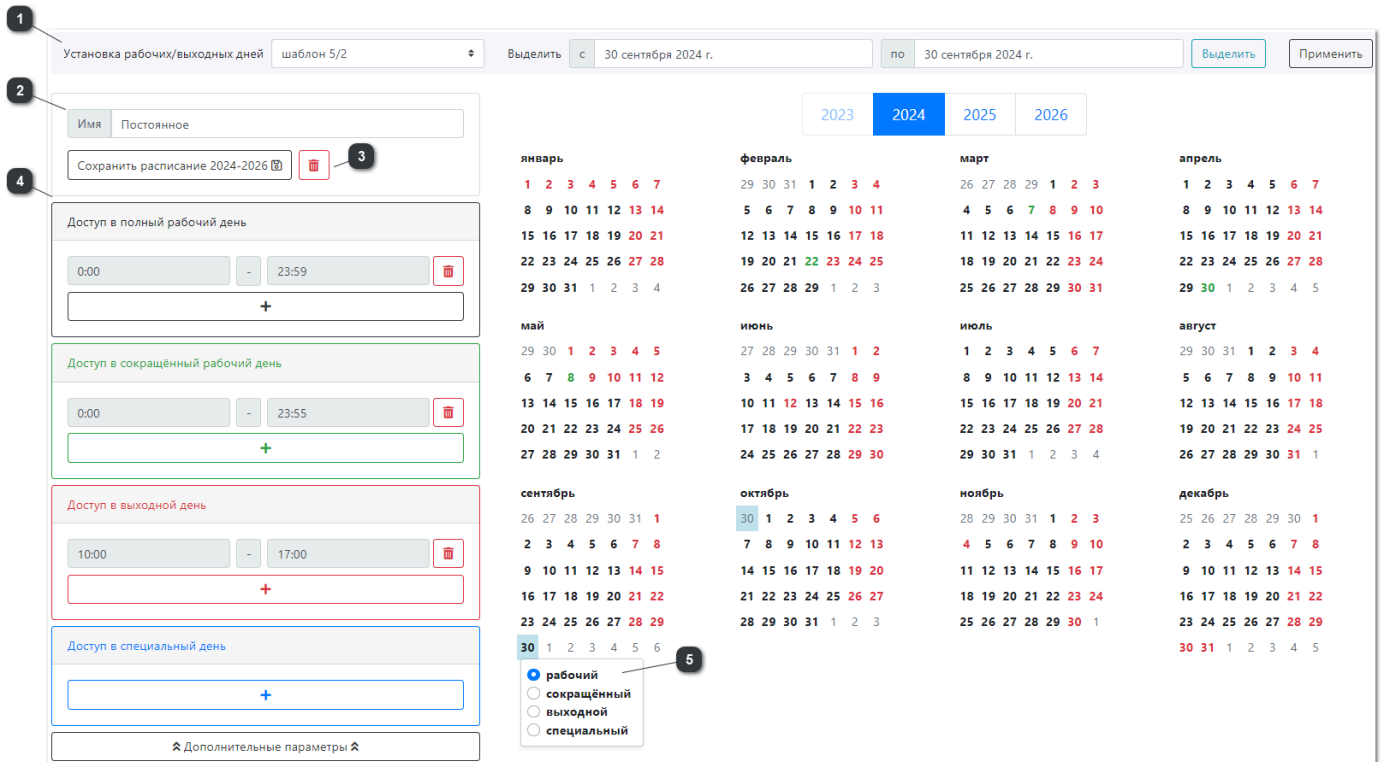 1
Установка рабочих/выходных дней шаблон 5/2 Выделить с 30 сентября 2024 г. по 30 сентября 2024 г. Выделить Применить
2
Имя Постоянное
Сохранить расписание 2024-2026
3
4
Доступ в полный рабочий день
0:00 - 23:59
+
Доступ в сокращённый рабочий день
0:00 - 23:55
+
Доступ в выходной день
10:00 - 17:00
+
Доступ в специальный день
+
Дополнительные параметры
2023 2024 2025 2026
январь
1 2 3 4 5 6 7
8 9 10 11 12 13 14
15 16 17 18 19 20 21
22 23 24 25 26 27 28
29 30 31 1 2 3 4
февраль
29 30 31 1 2 3 4
5 6 7 8 9 10 11
12 13 14 15 16 17 18
19 20 21 22 23 24 25
26 27 28 29 1 2 3
март
26 27 28 29 1 2 3
4 5 6 7 8 9 10
11 12 13 14 15 16 17
18 19 20 21 22 23 24
25 26 27 28 29 30 31
апрель
1 2 3 4 5 6 7
8 9 10 11 12 13 14
15 16 17 18 19 20 21
22 23 24 25 26 27 28
29 30 1 2 3 4 5
май
29 30 1 2 3 4 5
6 7 8 9 10 11 12
13 14 15 16 17 18 19
20 21 22 23 24 25 26
27 28 29 30 31 1 2
июнь
27 28 29 30 31 1 2
3 4 5 6 7 8 9
10 11 12 13 14 15 16
17 18 19 20 21 22 23
24 25 26 27 28 29 30
июль
1 2 3 4 5 6 7
8 9 10 11 12 13 14
15 16 17 18 19 20 21
22 23 24 25 26 27 28
29 30 31 1 2 3 4
август
29 30 31 1 2 3 4
5 6 7 8 9 10 11
12 13 14 15 16 17 18
19 20 21 22 23 24 25
26 27 28 29 30 31 1
сентябрь
26 27 28 29 30 31 1
2 3 4 5 6 7 8
9 10 11 12 13 14 15
16 17 18 19 20 21 22
23 24 25 26 27 28 29
30 1 2 3 4 5 6
октябрь
30 1 2 3 4 5 6
7 8 9 10 11 12 13
14 15 16 17 18 19 20
21 22 23 24 25 26 27
28 29 30 31 1 2 3
ноябрь
28 29 30 31 1 2 3
4 5 6 7 8 9 10
11 12 13 14 15 16 17
18 19 20 21 22 23 24
25 26 27 28 29 30 1
декабрь
25 26 27 28 29 30 1
2 3 4 5 6 7 8
9 10 11 12 13 14 15
16 17 18 19 20 21 22
23 24 25 26 27 28 29
30 31 1 2 3 4 5
5
рабочий
сокращённый
выходной
специальный